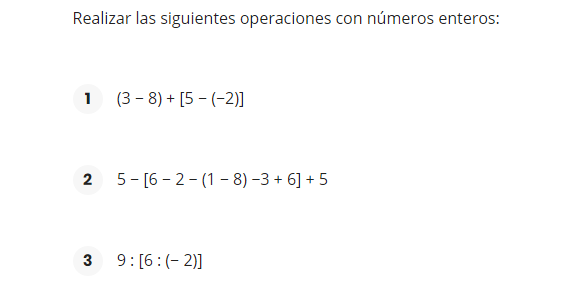 Realizar las siguientes operaciones con números enteros:
1 (3 − 8) + [5 − (−2)]
2 5 − [6 − 2 − (1 − 8) −3 + 6] + 5
3 9 : [6 : (− 2)]